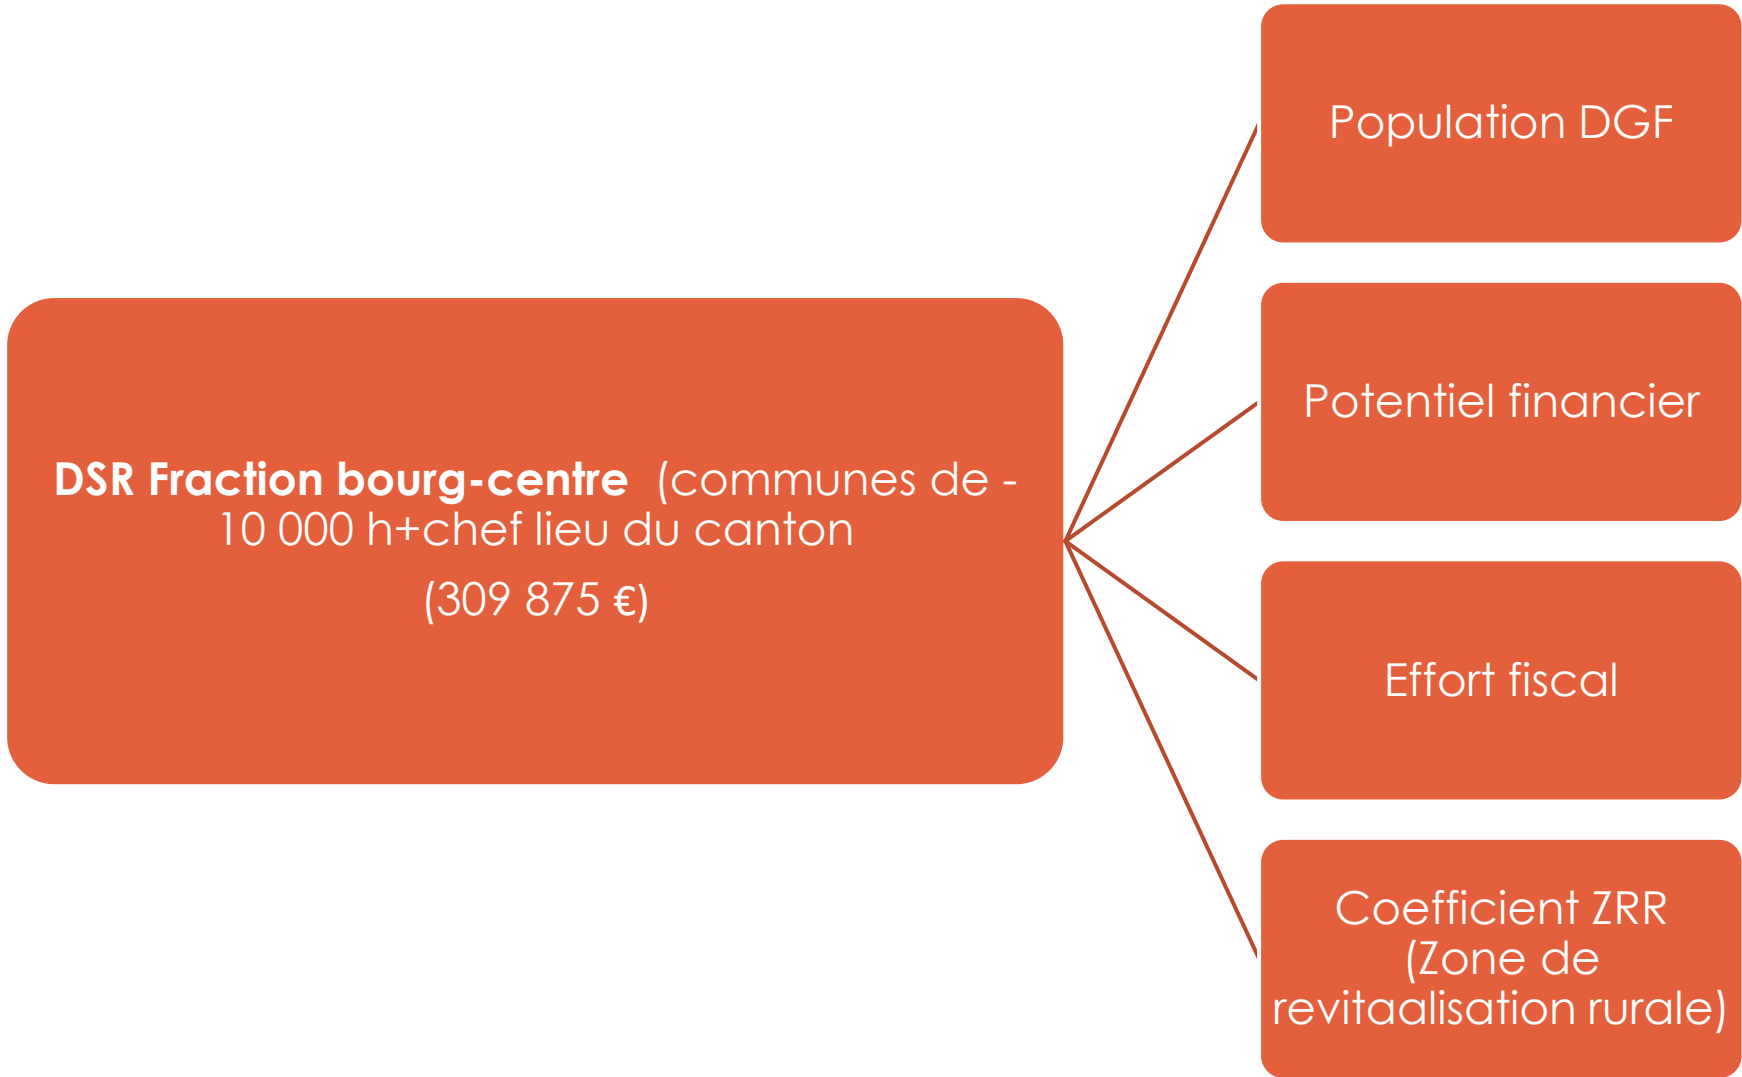 DSR Fraction bourg-centre  (communes de -
10 000 h+chef lieu du canton
(309 875 €)
Population DGF
Potentiel financier
Effort fiscal
Coefficient ZRR
(Zone de
revitaalisation rurale)